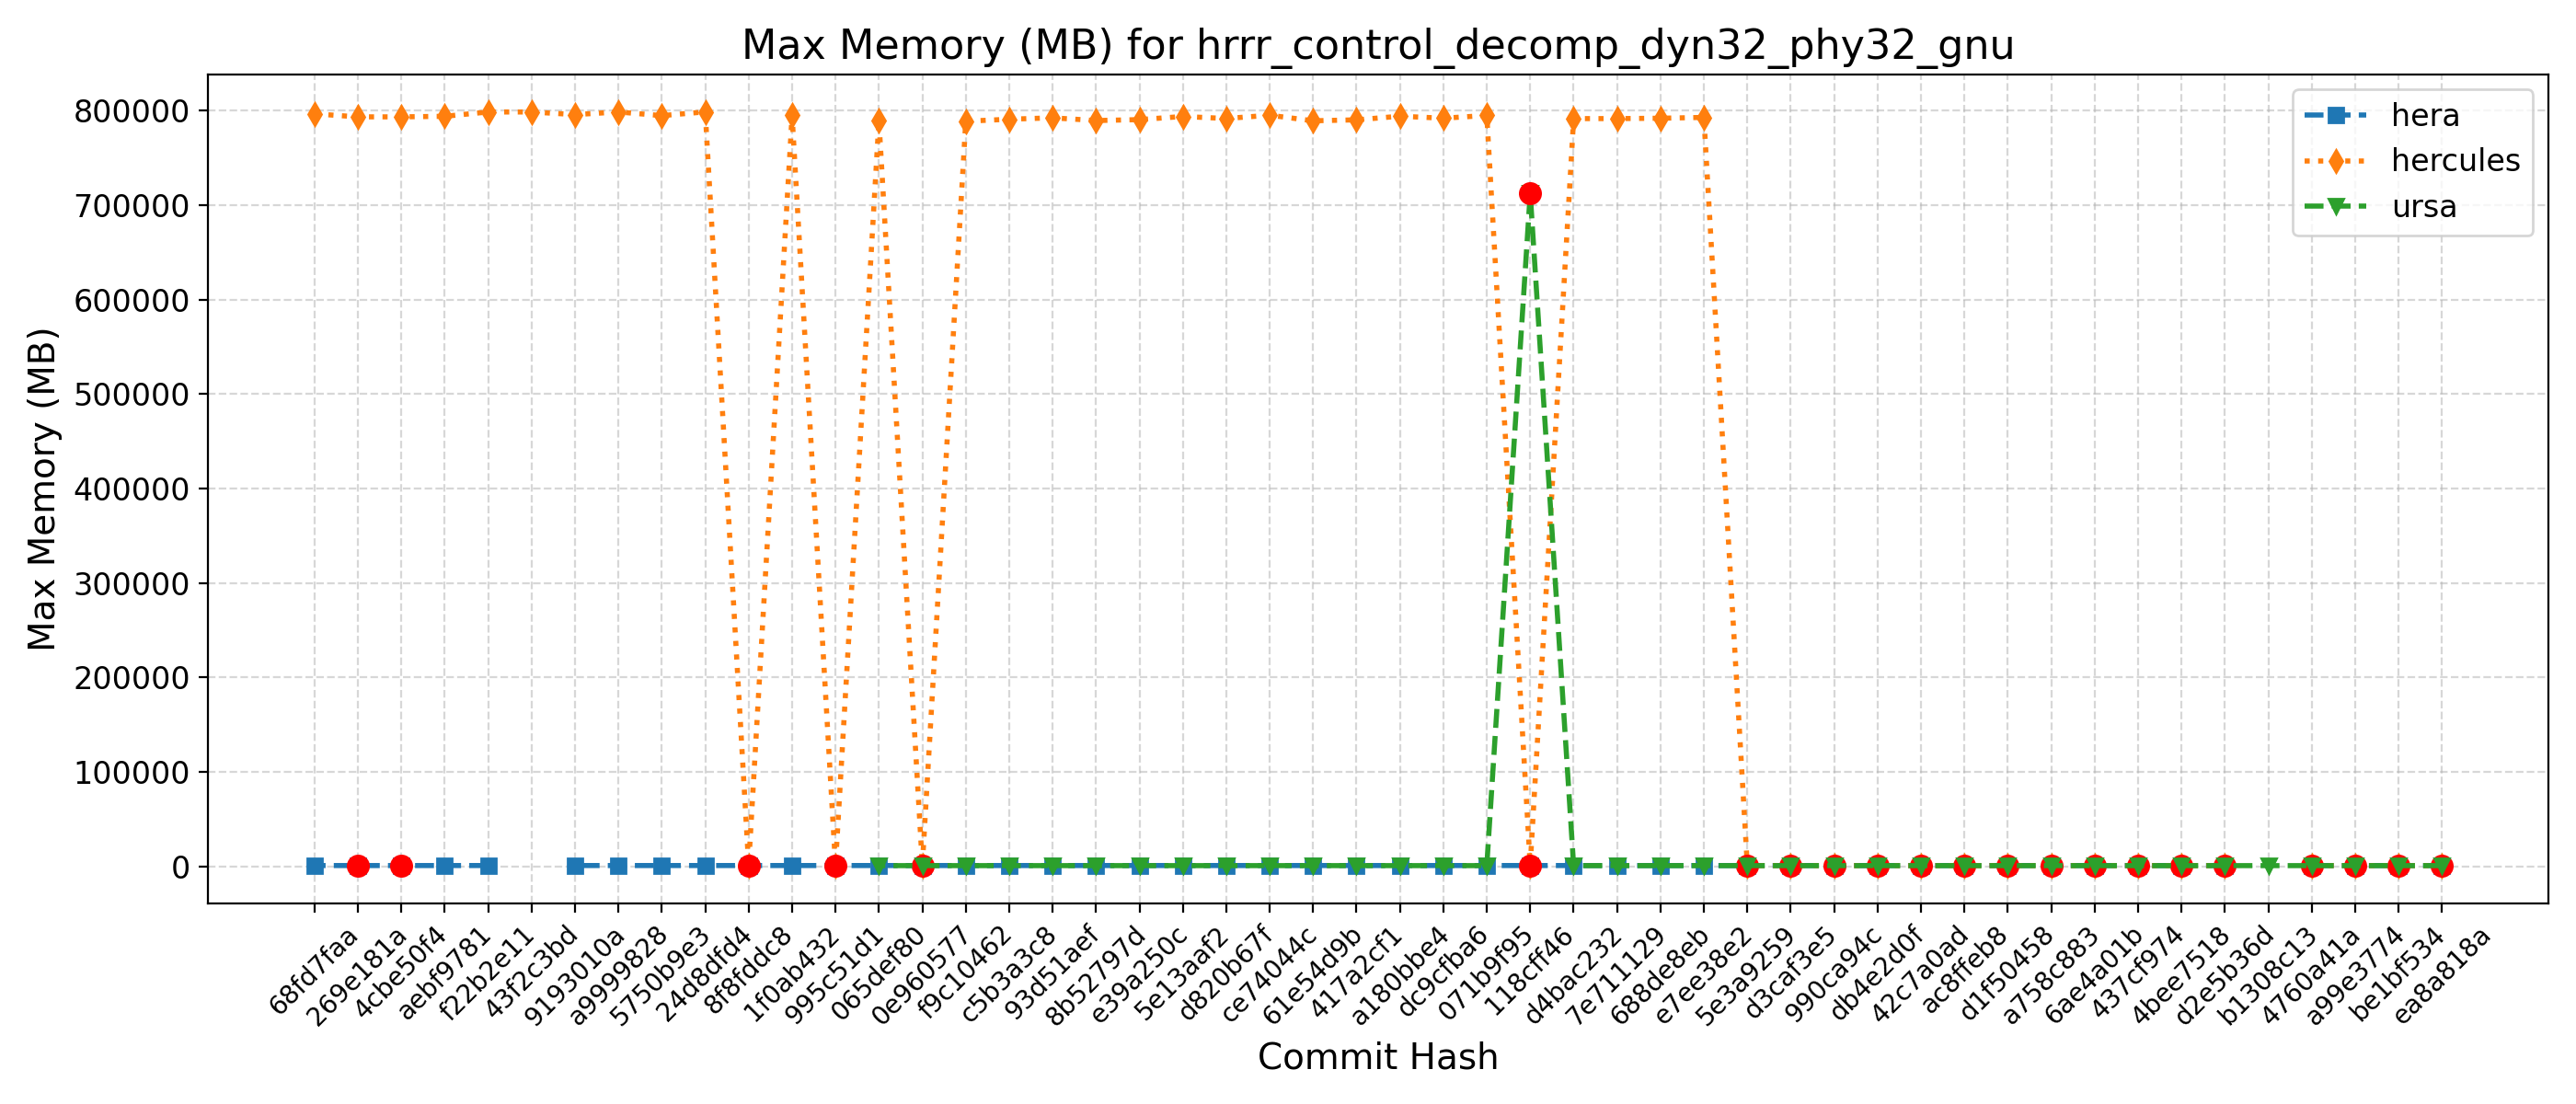 Max Memory (MB) for hrrr_control_decomp_dyn32_phy32_gnu
hera
hercules
ursa
Max Memory (MB)
800000
700000
600000
500000
400000
300000
200000
100000
0
68fd7faa
269e181a
4cbe50f4
aebf9781
f22b2e11
43f2c3bd
9193010a
a9999828
5750b9e3
24d8dfd4
8f8fddc8
1f0ab432
995c51d1
065def80
0e960577
f9c10462
c5b3a3c8
93d51aef
8b52797d
e39a250c
5e13aaf2
d820b67f
ce74044c
61e54d9b
417a2cf1
a180bbe4
dc9cfba6
071b9f95
118cff46
d4bac232
7e711129
688de8eb
e7ee38e2
5e3a9259
d3caf3e5
990ca94c
db4e2d0f
42c7a0ad
ac8ffeb8
d1f50458
a758c883
6ae4a01b
437cf974
4bee7518
d2e5b36d
b1308c13
4760a41a
a99e3774
be1bf534
ea8a818a
Commit Hash